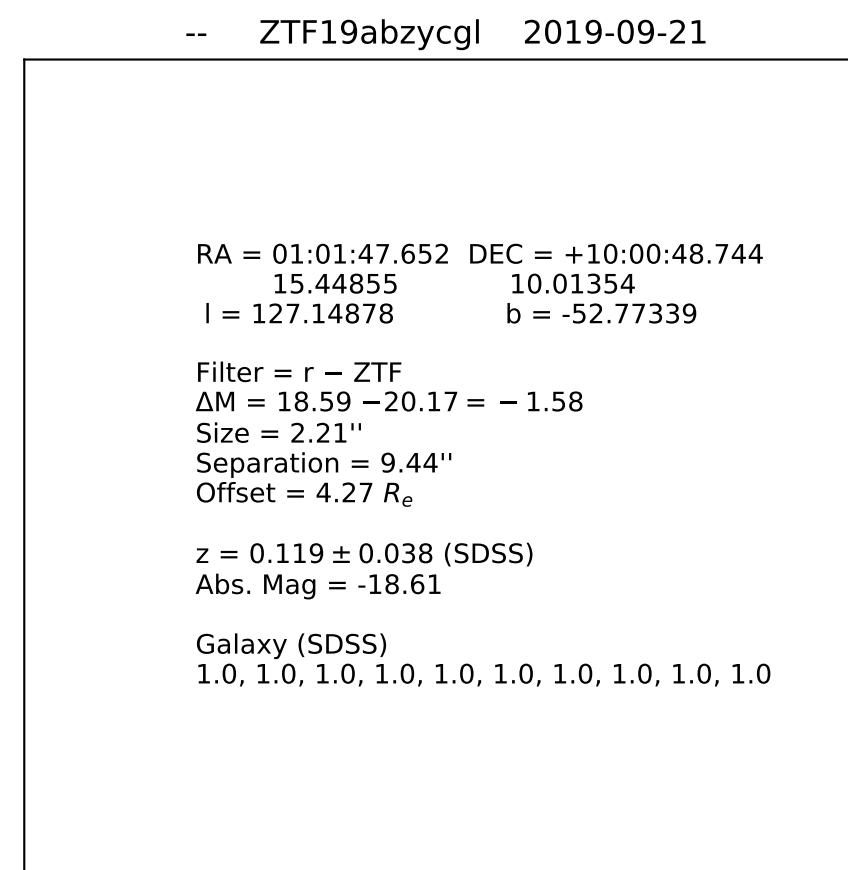 -- ZTF19abzycgl 2019-09-21
RA = 01:01:47.652 DEC = +10:00:48.744
15.44855 10.01354
l = 127.14878 b = -52.77339
Filter = r − ZTF
ΔM = 18.59 −20.17 = − 1.58
Size = 2.21''
Separation = 9.44''
Offset = 4.27 Re
z = 0.119 ± 0.038 (SDSS)
Abs. Mag = -18.61
Galaxy (SDSS)
1.0, 1.0, 1.0, 1.0, 1.0, 1.0, 1.0, 1.0, 1.0, 1.0